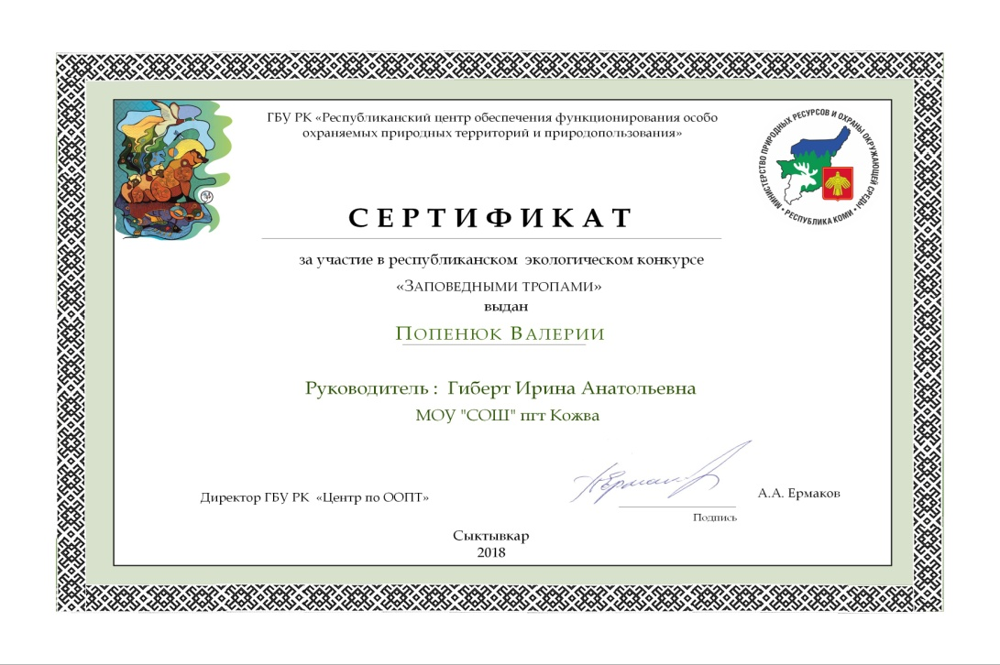 ГБУ РК «Республиканский центр обеспечения функционирования особо
охраняемых природных территорий и природопользования»
МИНИСТЕРСТВО ПРИРОДНЫХ РЕСУРСОВ И ОХРАНЫ ОКРУЖАЮЩЕЙ СРЕДЫ • РЕСПУБЛИКА КОМИ •
СЕРТИФИКАТ
за участие в республиканском экологическом конкурсе
«Заповедными тропами»
выдан
Попенюк Валерии
Руководитель : Гиберт Ирина Анатольевна
МОУ "СОШ" пгт Кожва
Директор ГБУ РК «Центр по ООПТ»
А.А. Ермаков
Подпись
Сыктывкар
2018